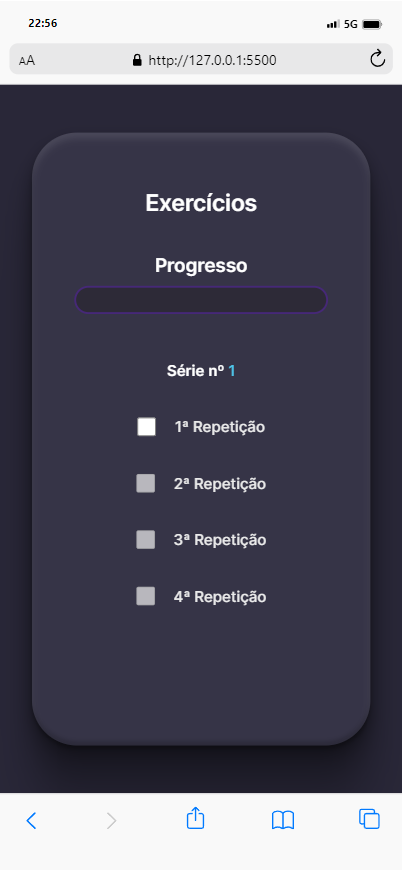 22:56
5G
AA
http://127.0.0.1:5500
Exercícios
Progresso
Série nº 1
1ª Repetição
2ª Repetição
3ª Repetição
4ª Repetição